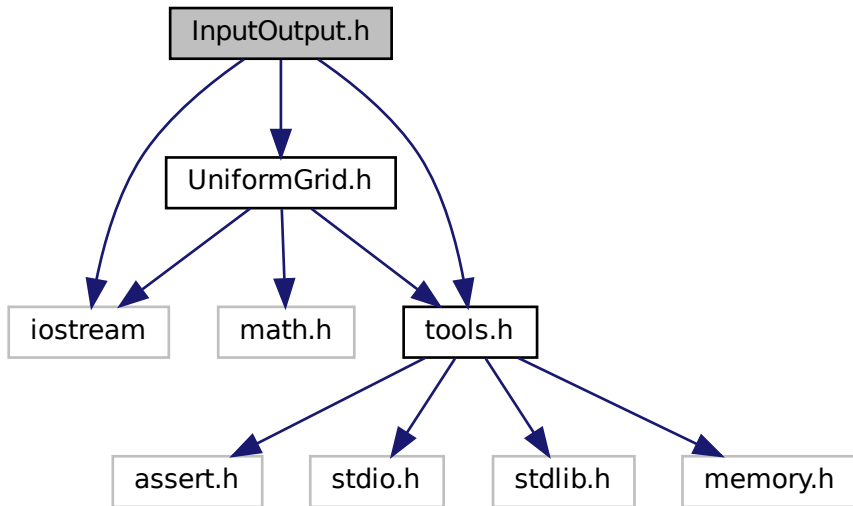 InputOutput.h
UniformGrid.h
iostream
math.h
tools.h
assert.h
stdio.h
stdlib.h
memory.h